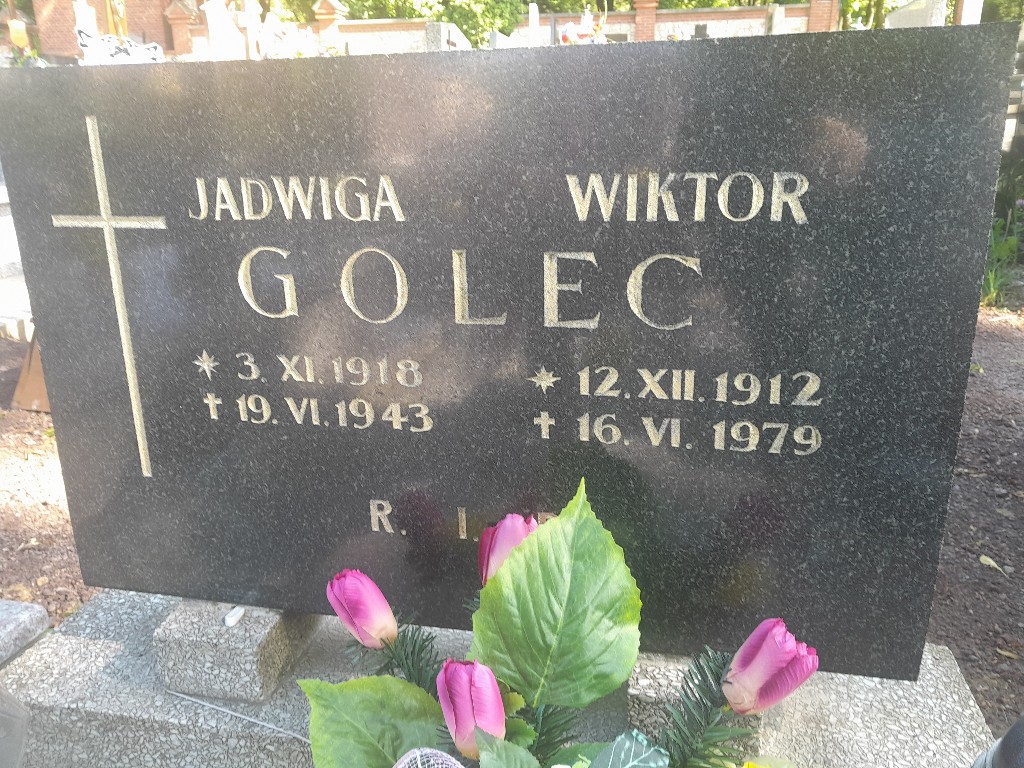 JADWIGA WIKTOR
GOLEC
3. XI. 1918 12. XII. 1912
19. VI. 1943 16. VI. 1979
R. I.